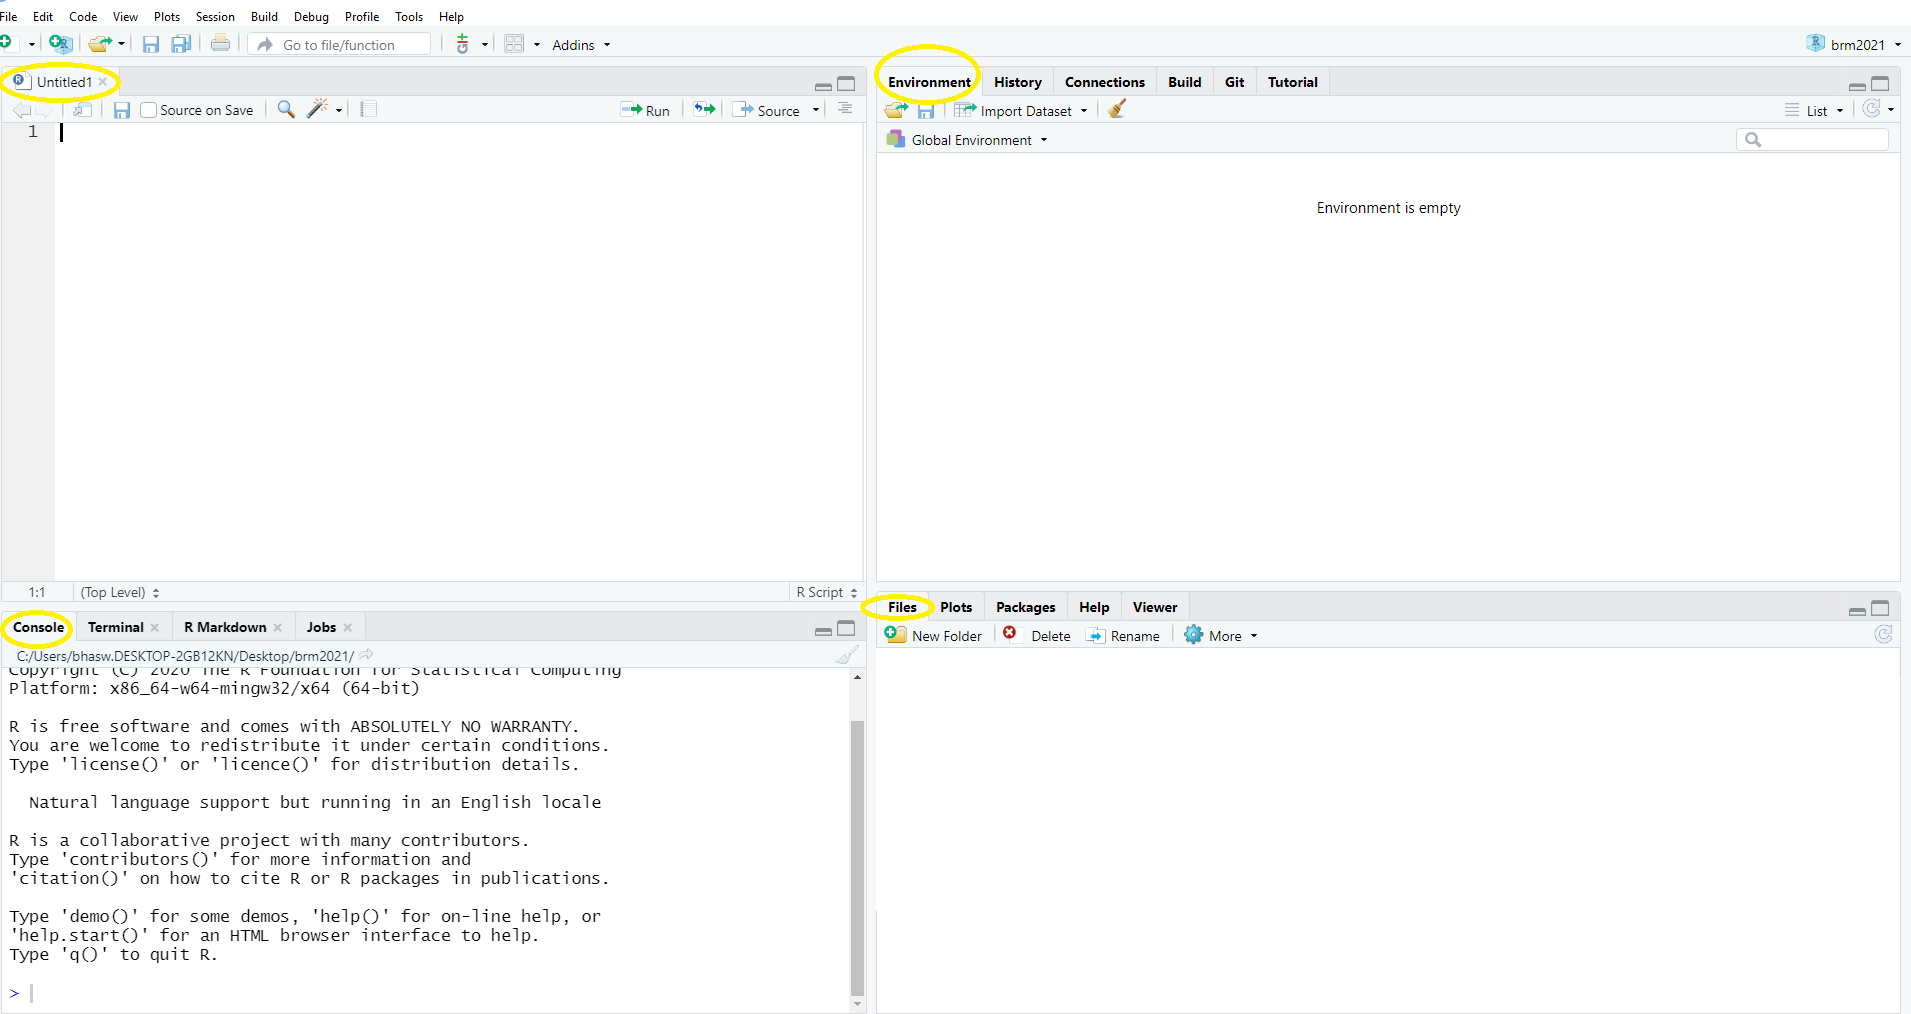 File Edit Code View Plots Session Build Debug Profile Tools Help
Go to file/function Addins brm2021
Untitled1
Source on Save Run Source
1
1:1 (Top Level) R Script
Environment History Connections Build Git Tutorial
Import Dataset List
Global Environment
Environment is empty
Console Terminal R Markdown Jobs
C:/Users/bhasw.DESKTOP-2GB12KN/Desktop/brm2021/
Copyright (C) 2020 The R Foundation for Statistical Computing
Platform: x86_64-w64-mingw32/x64 (64-bit)
R is free software and comes with ABSOLUTELY NO WARRANTY.
You are welcome to redistribute it under certain conditions.
Type 'license()' or 'licence()' for distribution details.
Natural language support but running in an English locale
R is a collaborative project with many contributors.
Type 'contributors()' for more information and
'citation()' on how to cite R or R packages in publications.
Type 'demo()' for some demos, 'help()' for on-line help, or
'help.start()' for an HTML browser interface to help.
Type 'q()' to quit R.
>
Files Plots Packages Help Viewer
New Folder Delete Rename More